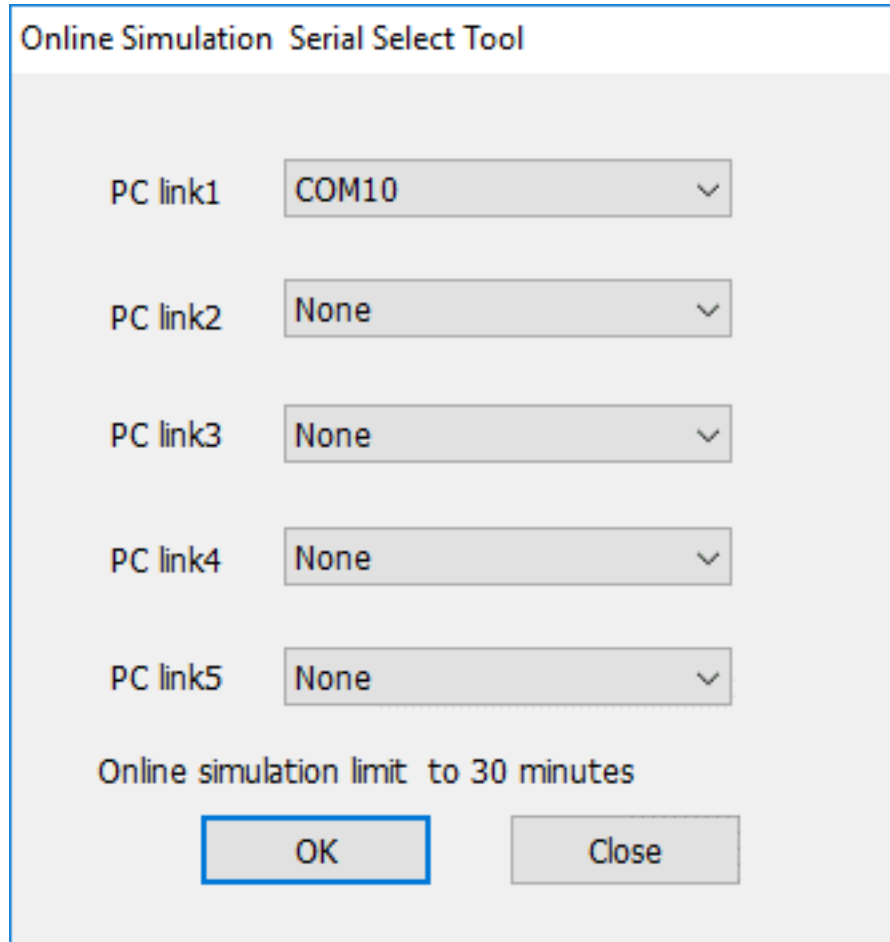 Online Simulation  Serial Select Tool
PC link1 COM10
PC link2 None
PC link3 None
PC link4 None
PC link5 None
Online simulation limit  to 30 minutes
OK Close